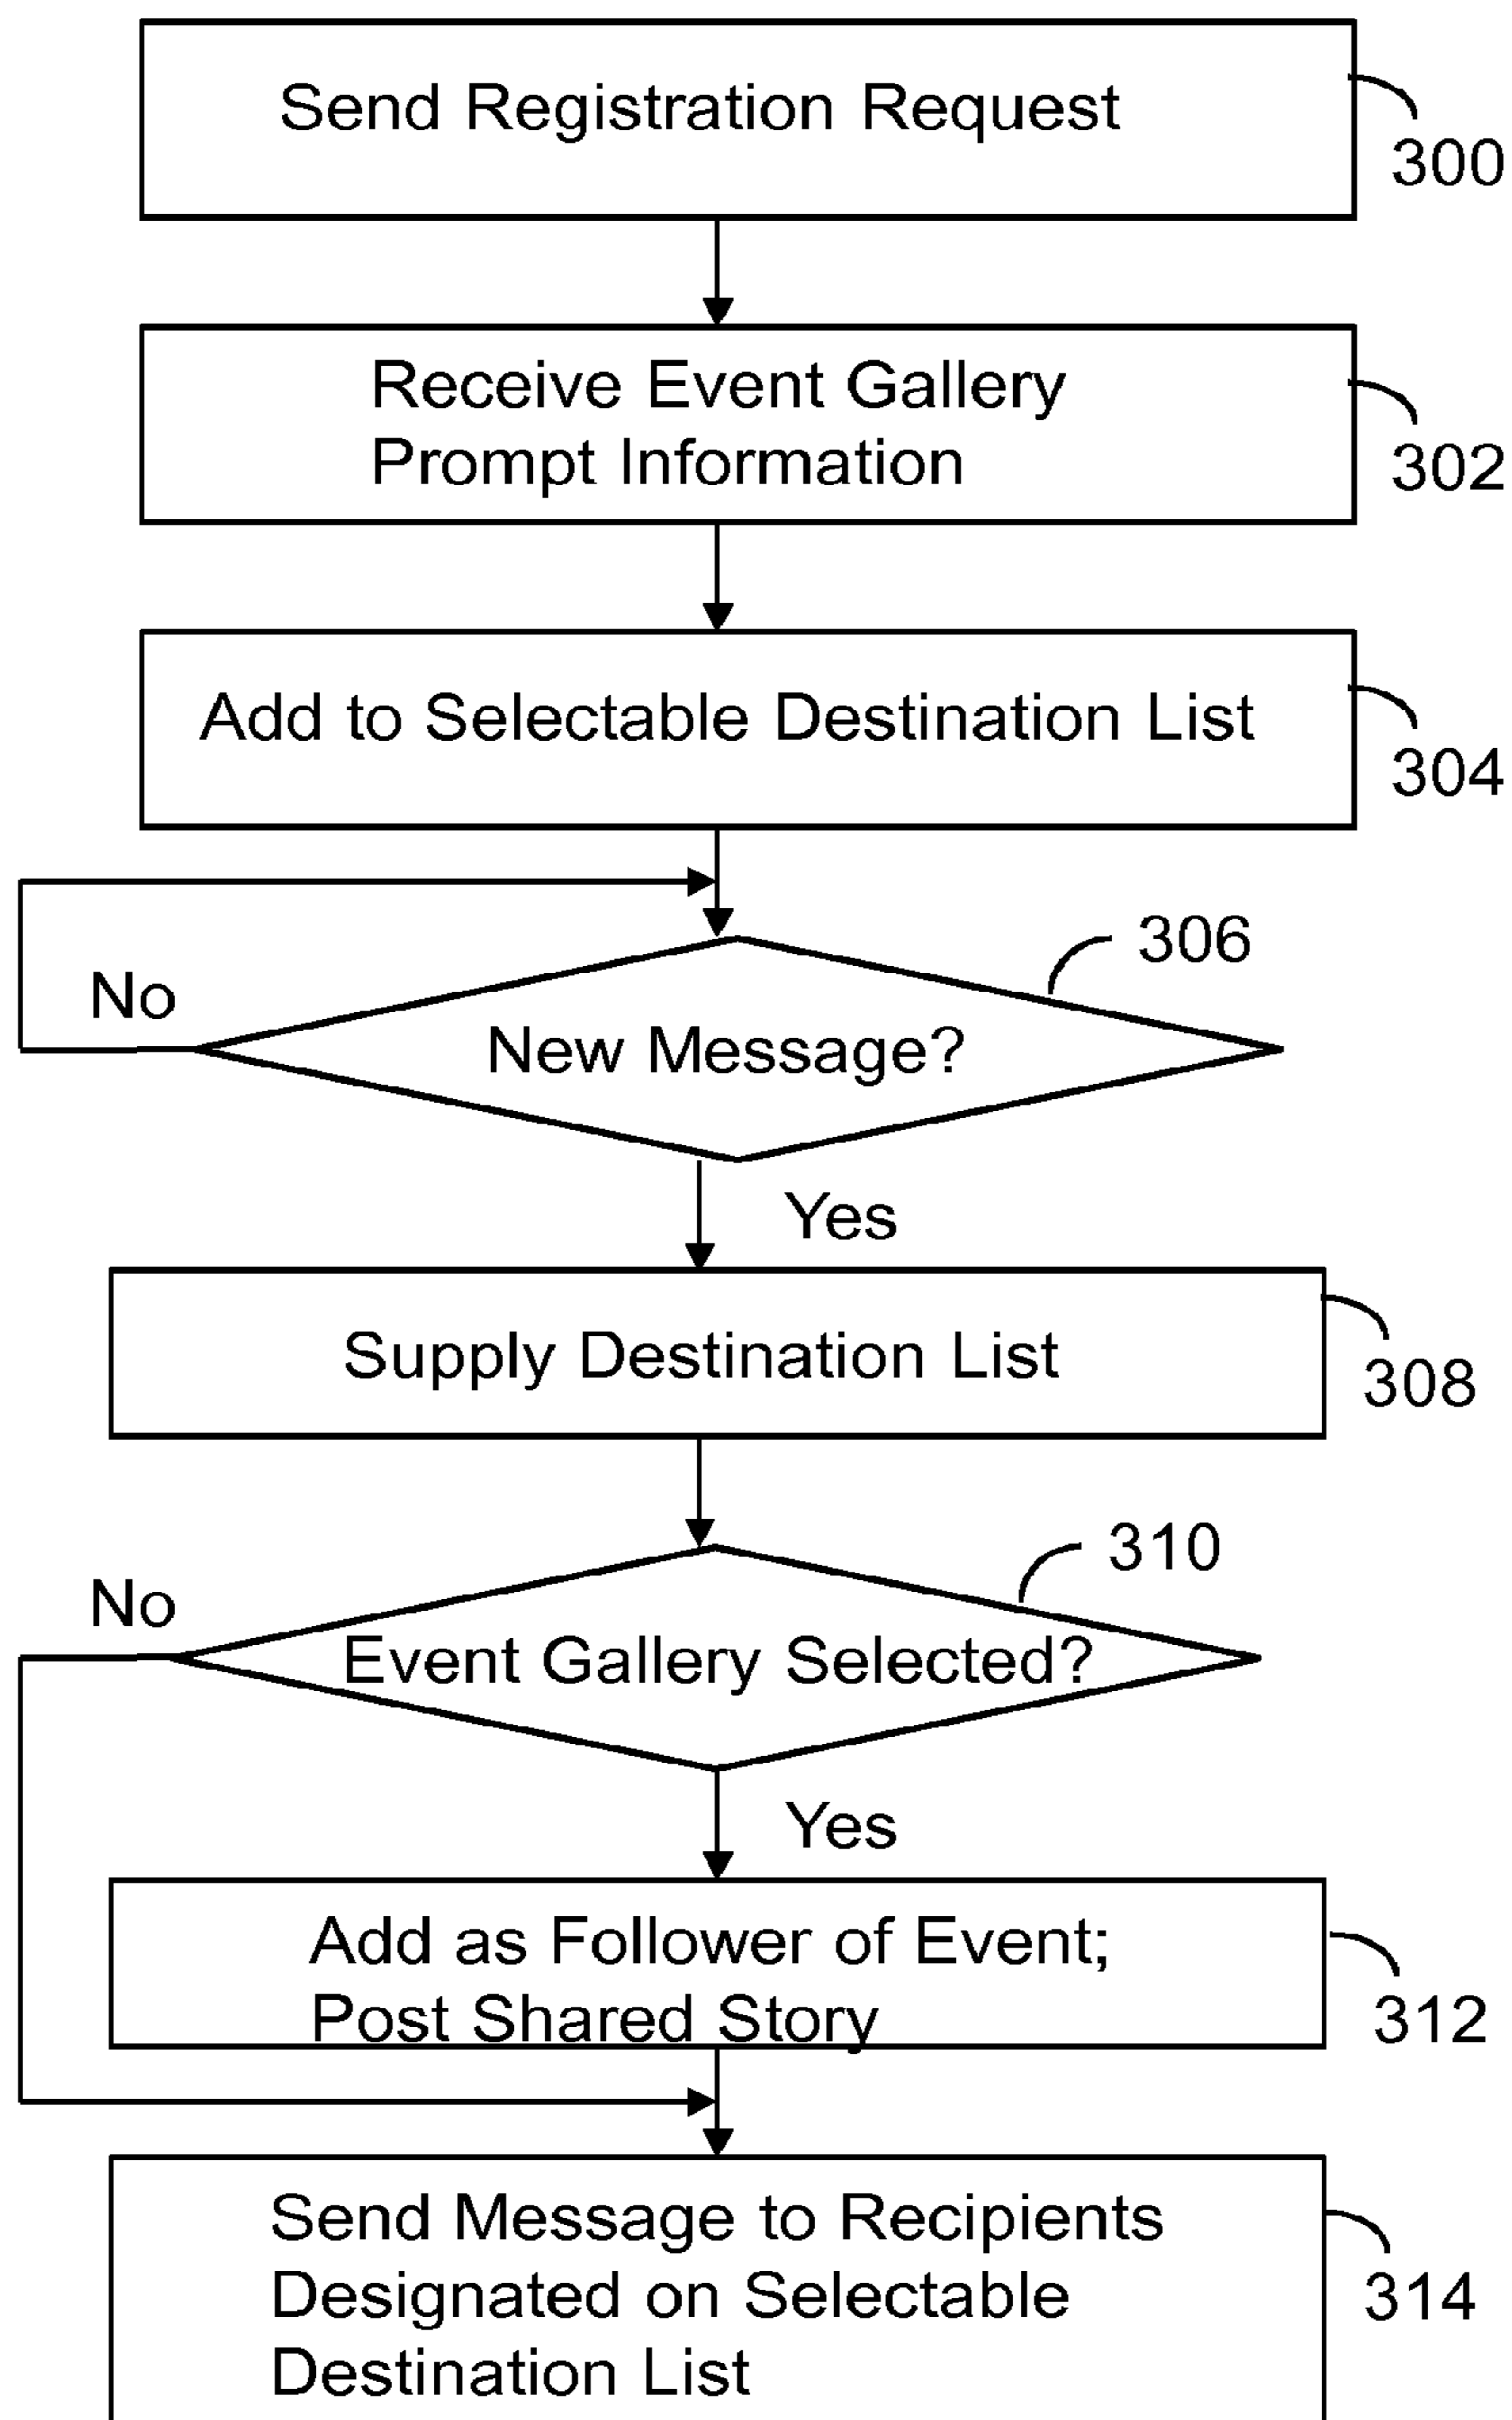 Send Registration Request
300
Receive Event Gallery
Prompt Information
302
Add to Selectable Destination List
304
306
No
New Message?
Yes
Supply Destination List
308
310
No
Event Gallery Selected?
Yes
Add as Follower of Event;
Post Shared Story
312
Send Message to Recipients
Designated on Selectable
Destination List
314